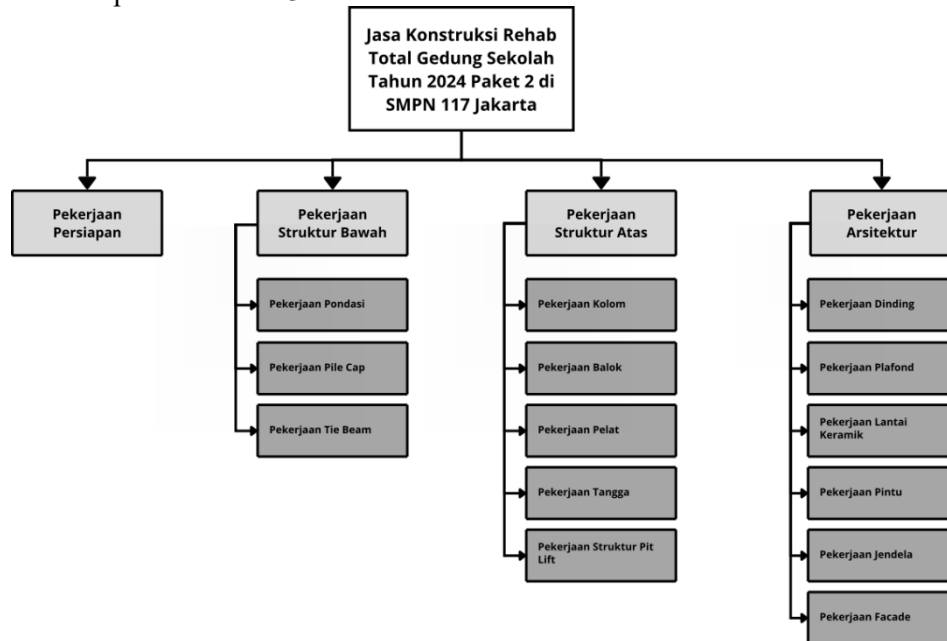 Jasa Konstruksi Rehab
Total Gedung Sekolah
Tahun 2024 Paket 2 di
SMPN 117 Jakarta
Pekerjaan
Persiapan
Pekerjaan
Struktur Bawah
Pekerjaan Pondasi
Pekerjaan Pile Cap
Pekerjaan Tie Beam
Pekerjaan
Struktur Atas
Pekerjaan Kolom
Pekerjaan Balok
Pekerjaan Pelat
Pekerjaan Tangga
Pekerjaan Struktur Pit
Lift
Pekerjaan
Arsitektur
Pekerjaan Dinding
Pekerjaan Plafond
Pekerjaan Lantai
Keramik
Pekerjaan Pintu
Pekerjaan Jendela
Pekerjaan Facade